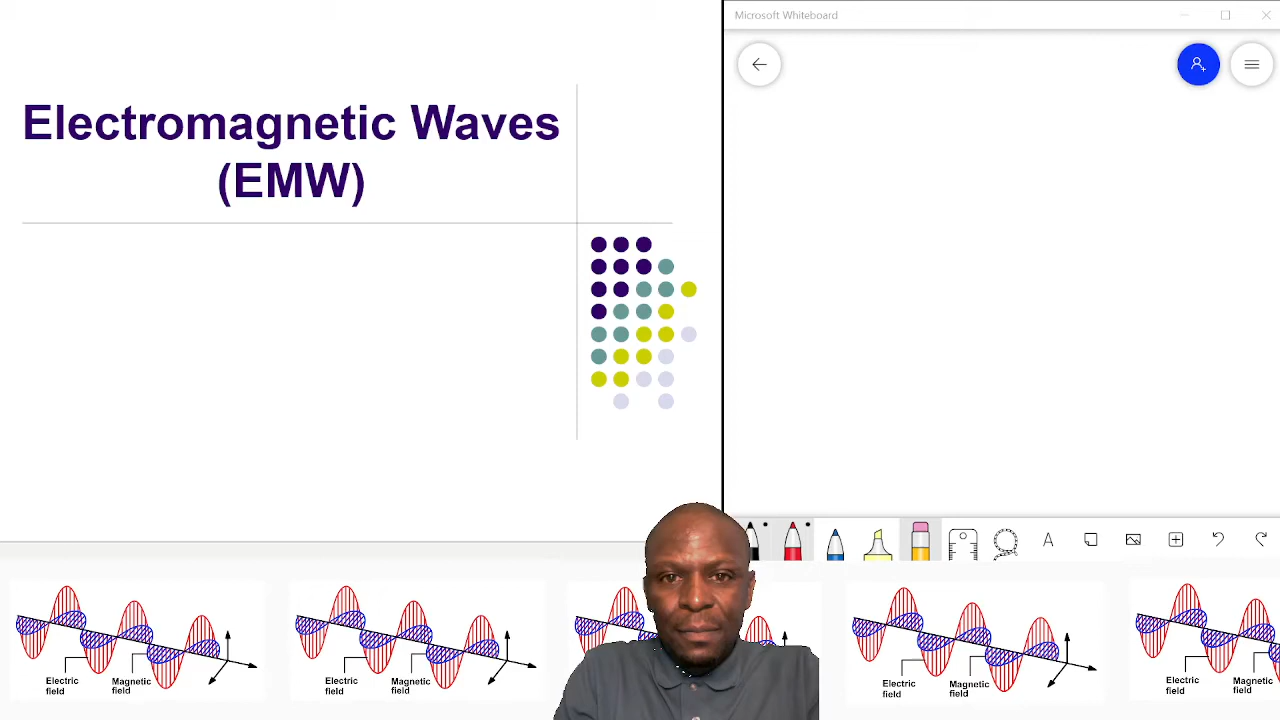 Microsoft Whiteboard
Electromagnetic Waves
(EMW)
A
Electric
field
Magnetic
field
Electric
field
Magnetic
field
Electric
field
Magnetic
field
Electric
field
Magnetic
field